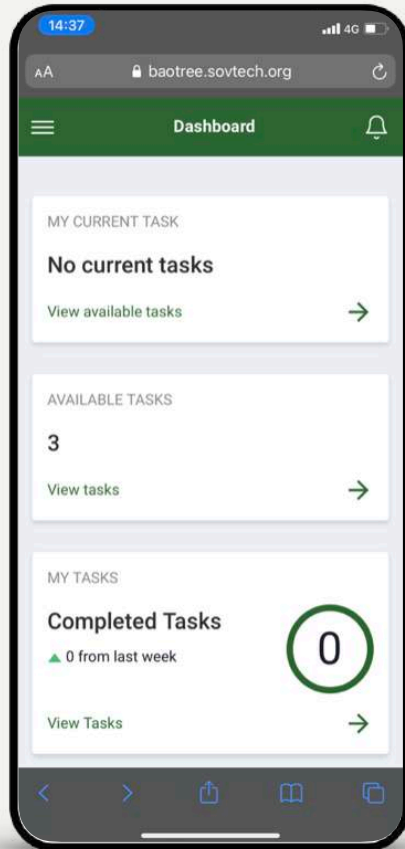 14:37
4G
AA baotree.sovtech.org
Dashboard
MY CURRENT TASK
No current tasks
View available tasks
AVAILABLE TASKS
3
View tasks
MY TASKS
Completed Tasks
0
0 from last week
View Tasks